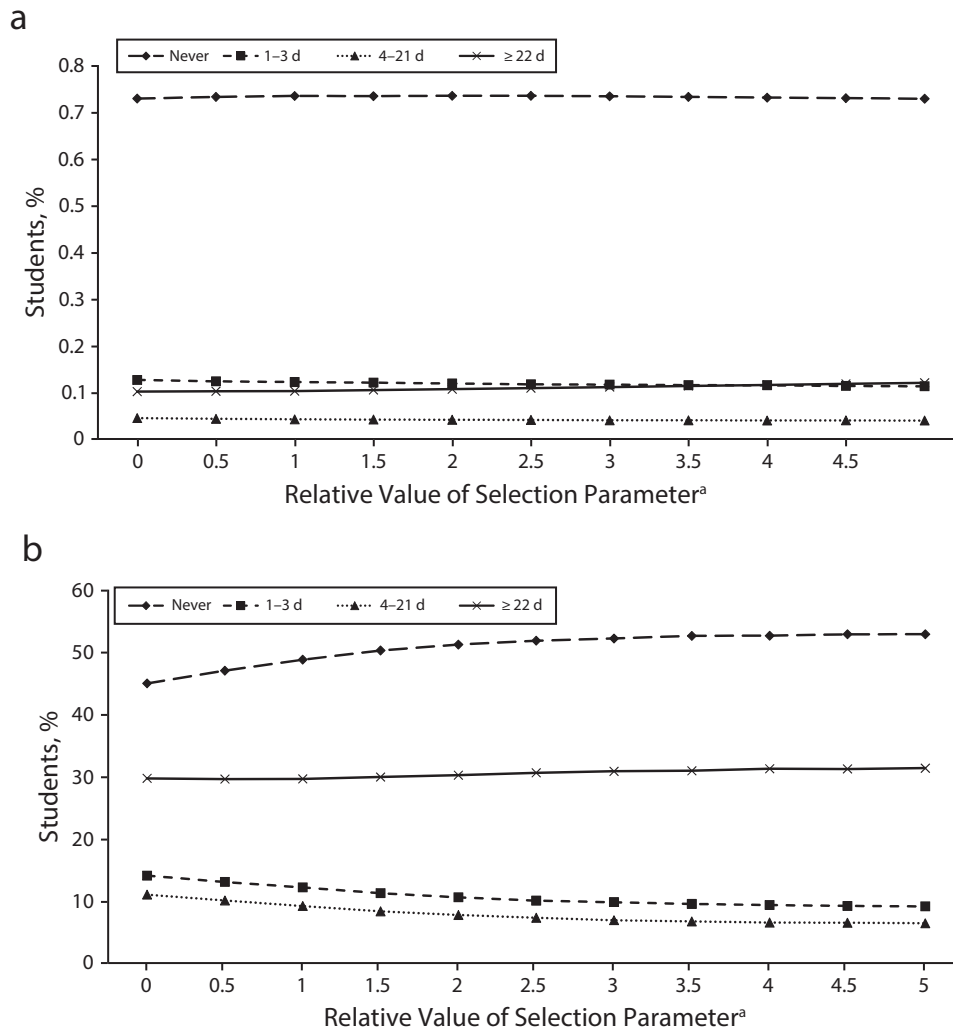 a
Never 1–3 d 4–21 d ≥ 22 d
0.8
0.7
0.6
0.5
0.4
0.3
0.2
0.1
0
Students, %
0 0.5 1 1.5 2 2.5 3 3.5 4 4.5
Relative Value of Selection Parameterᵃ
b
Never 1–3 d 4–21 d ≥ 22 d
60
50
40
30
20
10
0
Students, %
0 0.5 1 1.5 2 2.5 3 3.5 4 4.5 5
Relative Value of Selection Parameterᵃ